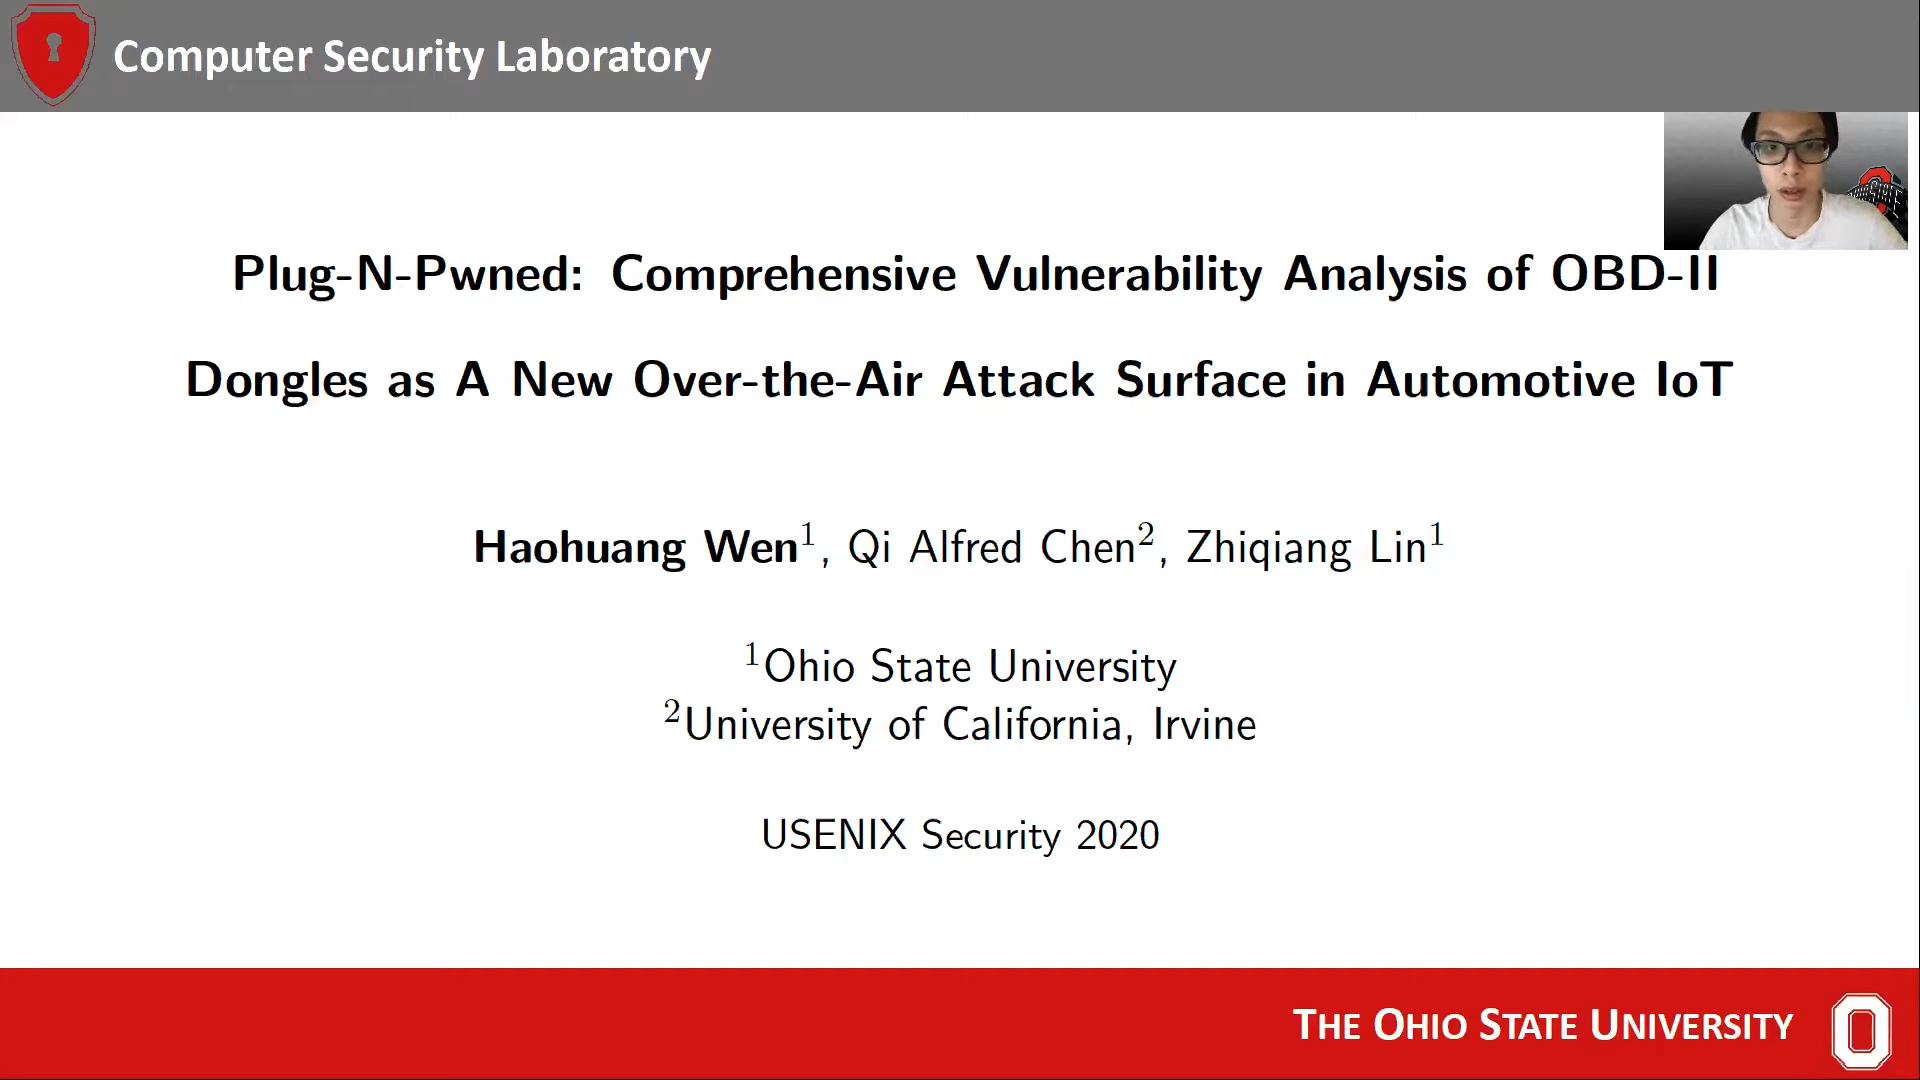 Computer Security Laboratory
Plug-N-Pwned: Comprehensive Vulnerability Analysis of OBD-II
Dongles as A New Over-the-Air Attack Surface in Automotive IoT
Haohuang Wen¹, Qi Alfred Chen², Zhiqiang Lin¹
¹Ohio State University
²University of California, Irvine
USENIX Security 2020
THE OHIO STATE UNIVERSITY